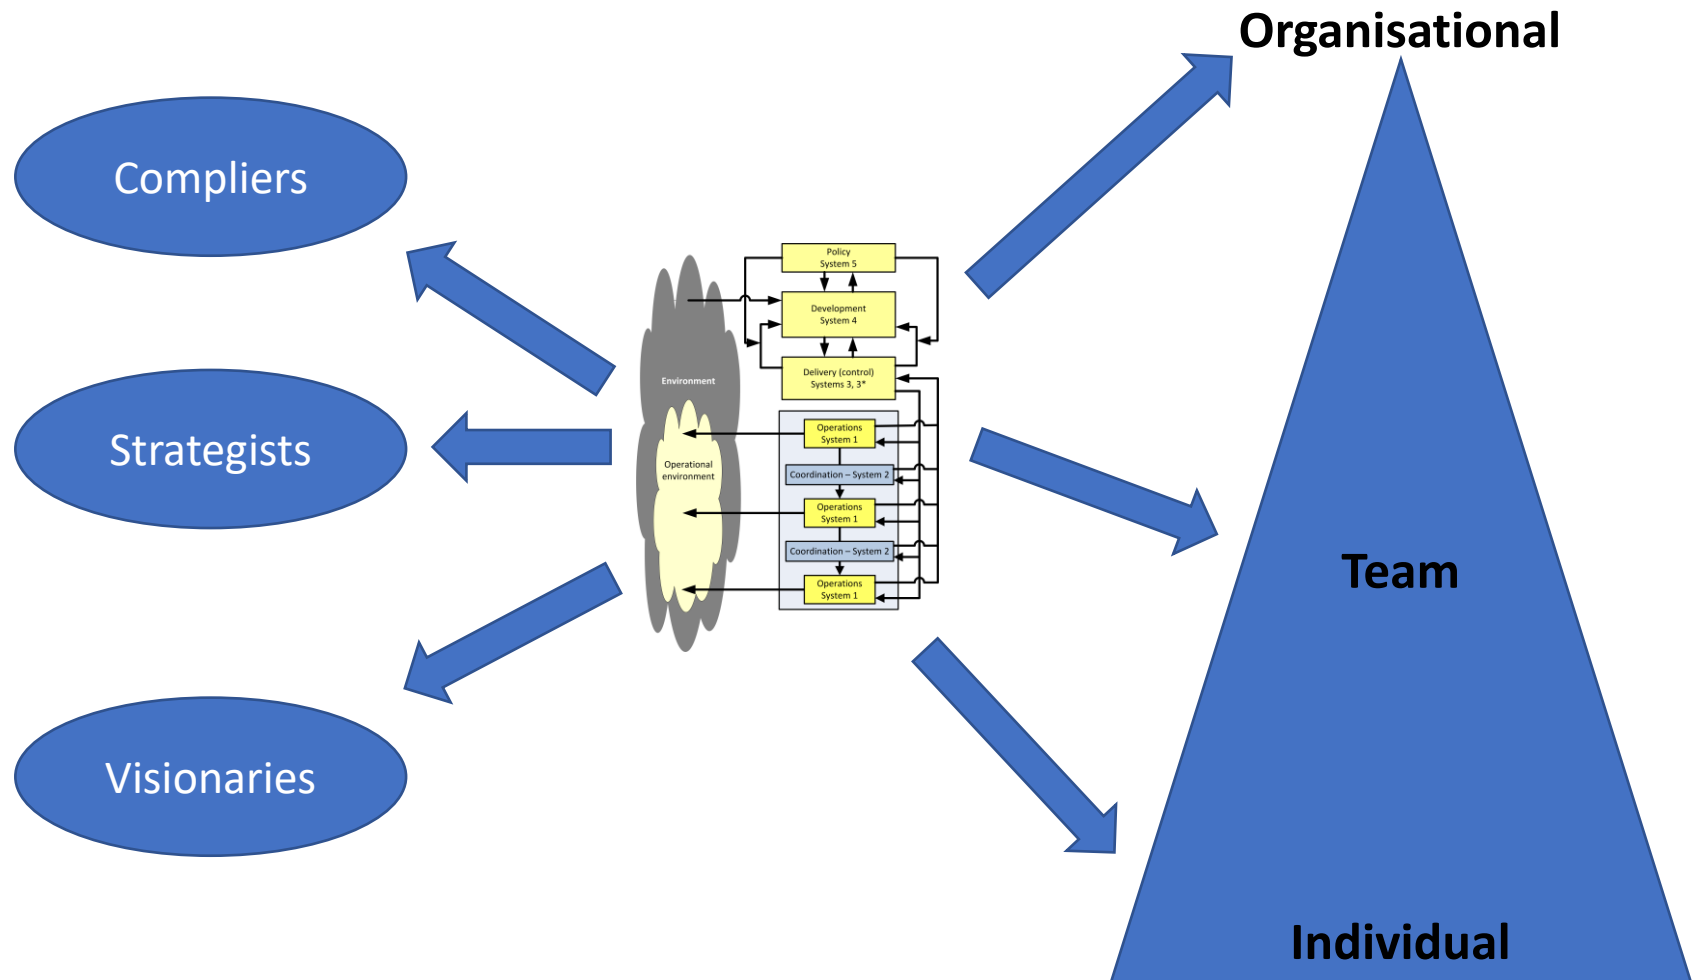 Organisational
Compliers
Strategists
Visionaries
Policy
System 5
Development
System 4
Delivery (control)
Systems 3, 3*
Environment
Operational
environment
Operations
System 1
Coordination – System 2
Operations
System 1
Coordination – System 2
Operations
System 1
Team
Individual